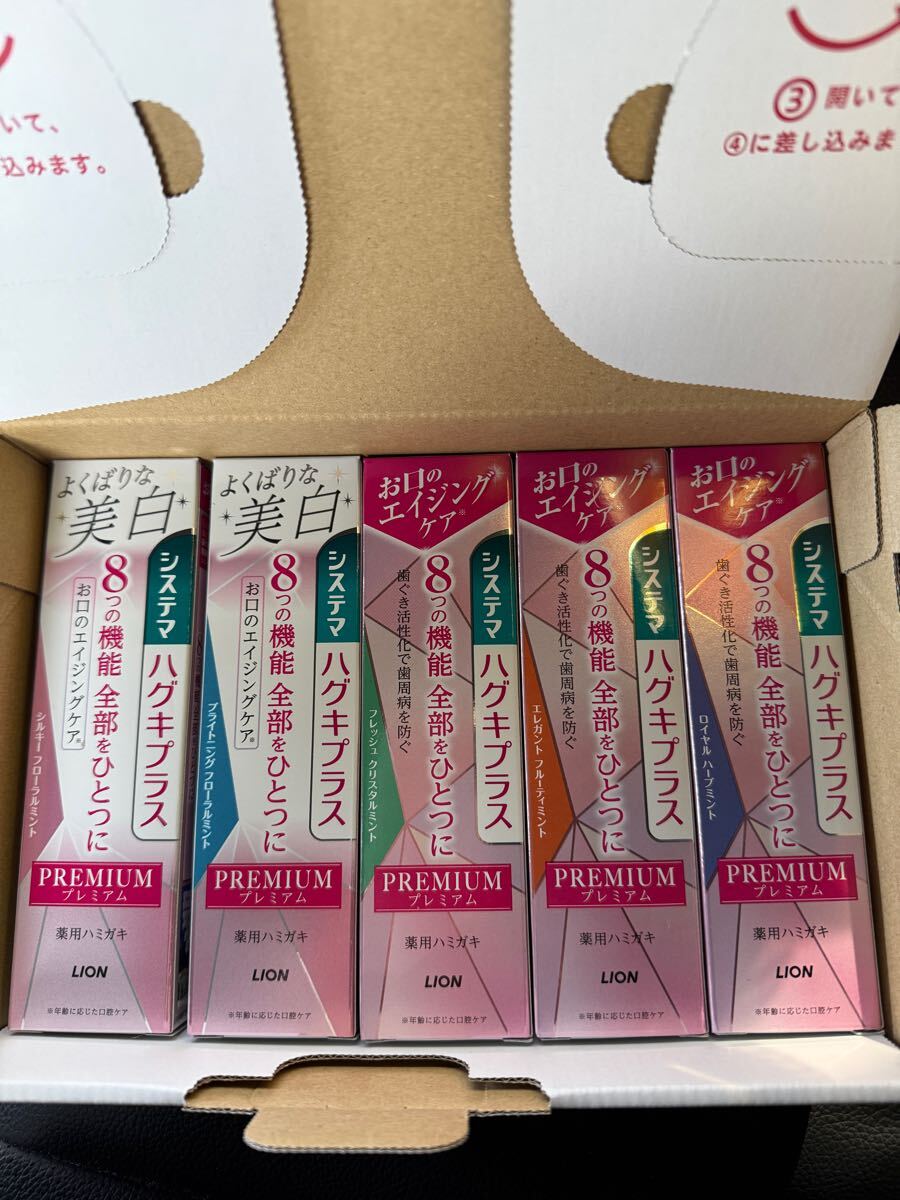 いて、
込みます。
③ 開いて
④に差し込みま
よくばりな
美白
システマ
ハグキプラス
8つの機能 全部をひとつに
お口のエイジングケア※
シルキー フローラルミント
PREMIUM
プレミアム
薬用ハミガキ
LION
※年齢に応じた口腔ケア
よくばりな
美白
システマ
ハグキプラス
8つの機能 全部をひとつに
お口のエイジングケア※
ブライトニング フローラルミント
PREMIUM
プレミアム
薬用ハミガキ
LION
※年齢に応じた口腔ケア
お口の
エイジング
ケア※
システマ
ハグキプラス
8つの機能 全部をひとつに
歯ぐき活性化で歯周病を防ぐ
フレッシュ クリスタルミント
PREMIUM
プレミアム
薬用ハミガキ
LION
※年齢に応じた口腔ケア
お口の
エイジング
ケア※
システマ
ハグキプラス
8つの機能 全部をひとつに
歯ぐき活性化で歯周病を防ぐ
エレガント フルーティミント
PREMIUM
プレミアム
薬用ハミガキ
LION
※年齢に応じた口腔ケア
お口の
エイジング
ケア※
システマ
ハグキプラス
8つの機能 全部をひとつに
歯ぐき活性化で歯周病を防ぐ
ロイヤル ハーブミント
PREMIUM
プレミアム
薬用ハミガキ
LION
※年齢に応じた口腔ケア